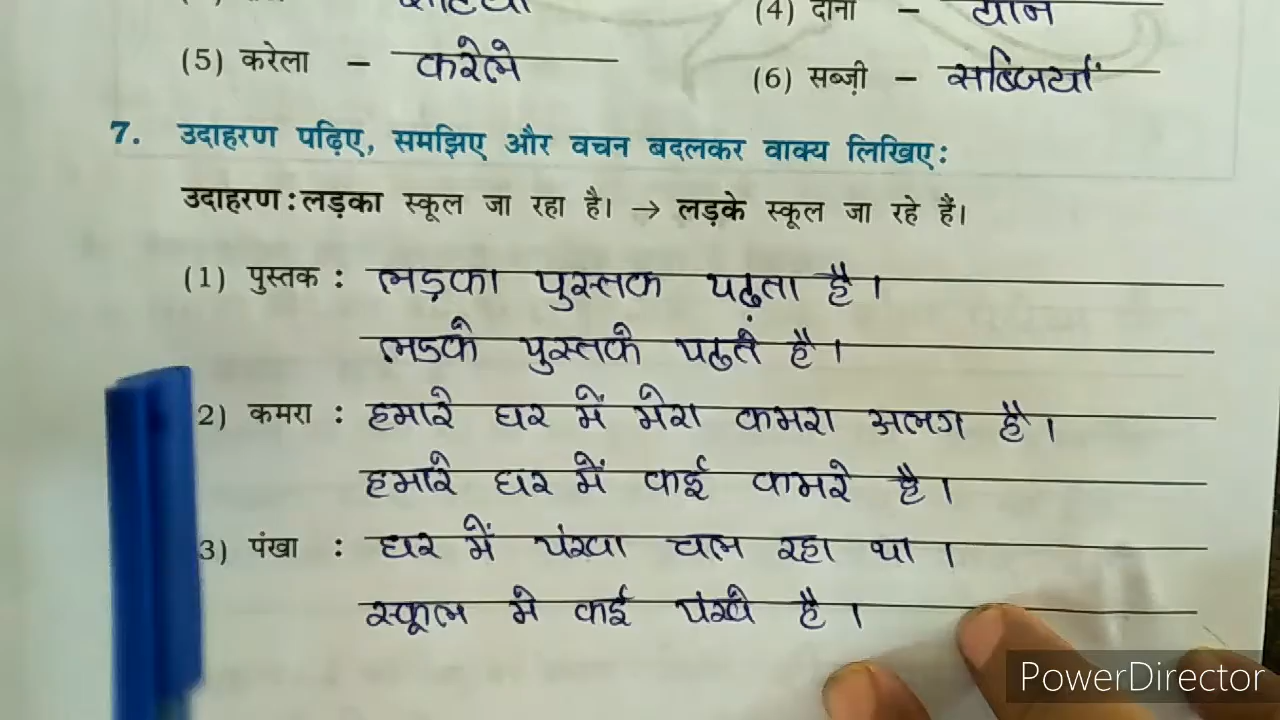 (4) दाना – दाने
(5) करेला – करेले
(6) सब्ज़ी – सब्जियाँ
7. उदाहरण पढ़िए, समझिए और वचन बदलकर वाक्य लिखिए:
उदाहरण: लड़का स्कूल जा रहा है। → लड़के स्कूल जा रहे हैं।
(1) पुस्तक : लड़का पुस्तक पढ़ता है।
लडके पुस्तके पढते है।
2) कमरा : हमारे घर में मेरा कमरा अलग है।
हमारे घर में कई कमरे है।
3) पंखा : घर में पंखा चल रहा था।
स्कूल मे कई पंखे है।
PowerDirector